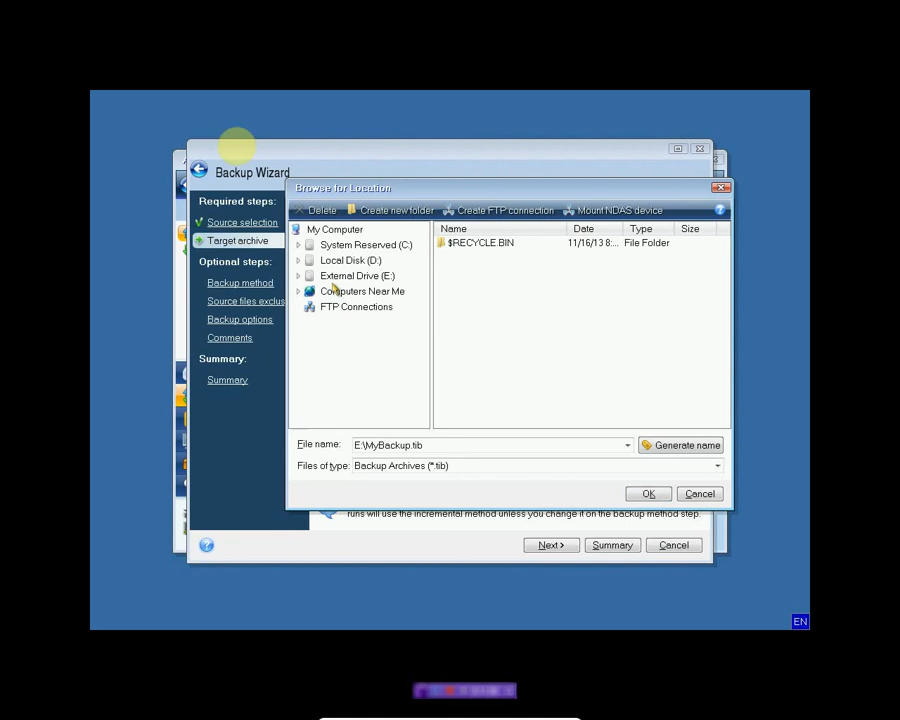 Backup Wizard
Required steps:
Source selection
Target archive
Optional steps:
Backup method
Source files exclus
Backup options
Comments
Summary:
Summary
Browse for Location
Delete Create new folder Create FTP connection Mount NDAS device
My Computer
System Reserved (C:)
Local Disk (D:)
External Drive (E:)
Computers Near Me
FTP Connections
Name Date Type Size
$RECYCLE.BIN 11/16/13 8:... File Folder
File name: E:\MyBackup.tib Generate name
Files of type: Backup Archives (*.tib)
OK Cancel
runs will use the incremental method unless you change it on the backup method step.
Next > Summary Cancel
EN